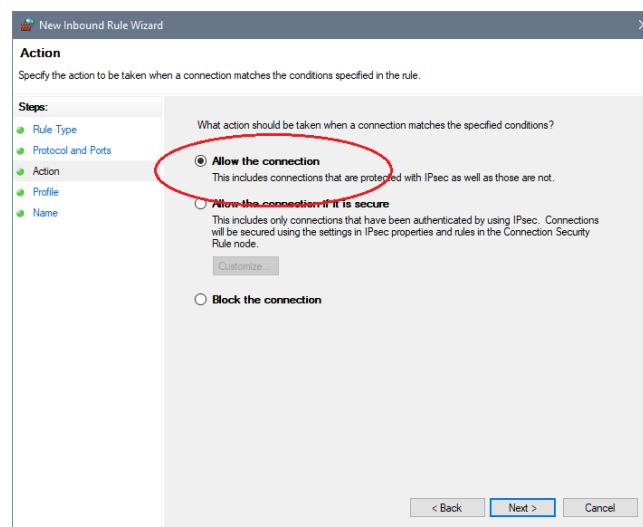 New Inbound Rule Wizard
Action
Specify the action to be taken when a connection matches the conditions specified in the rule.
Steps:
Rule Type
Protocol and Ports
Action
Profile
Name
What action should be taken when a connection matches the specified conditions?
Allow the connection
This includes connections that are protected with IPsec as well as those are not.
Allow the connection if it is secure
This includes only connections that have been authenticated by using IPsec. Connections
will be secured using the settings in IPsec properties and rules in the Connection Security
Rule node.
Customize...
Block the connection
< Back
Next >
Cancel